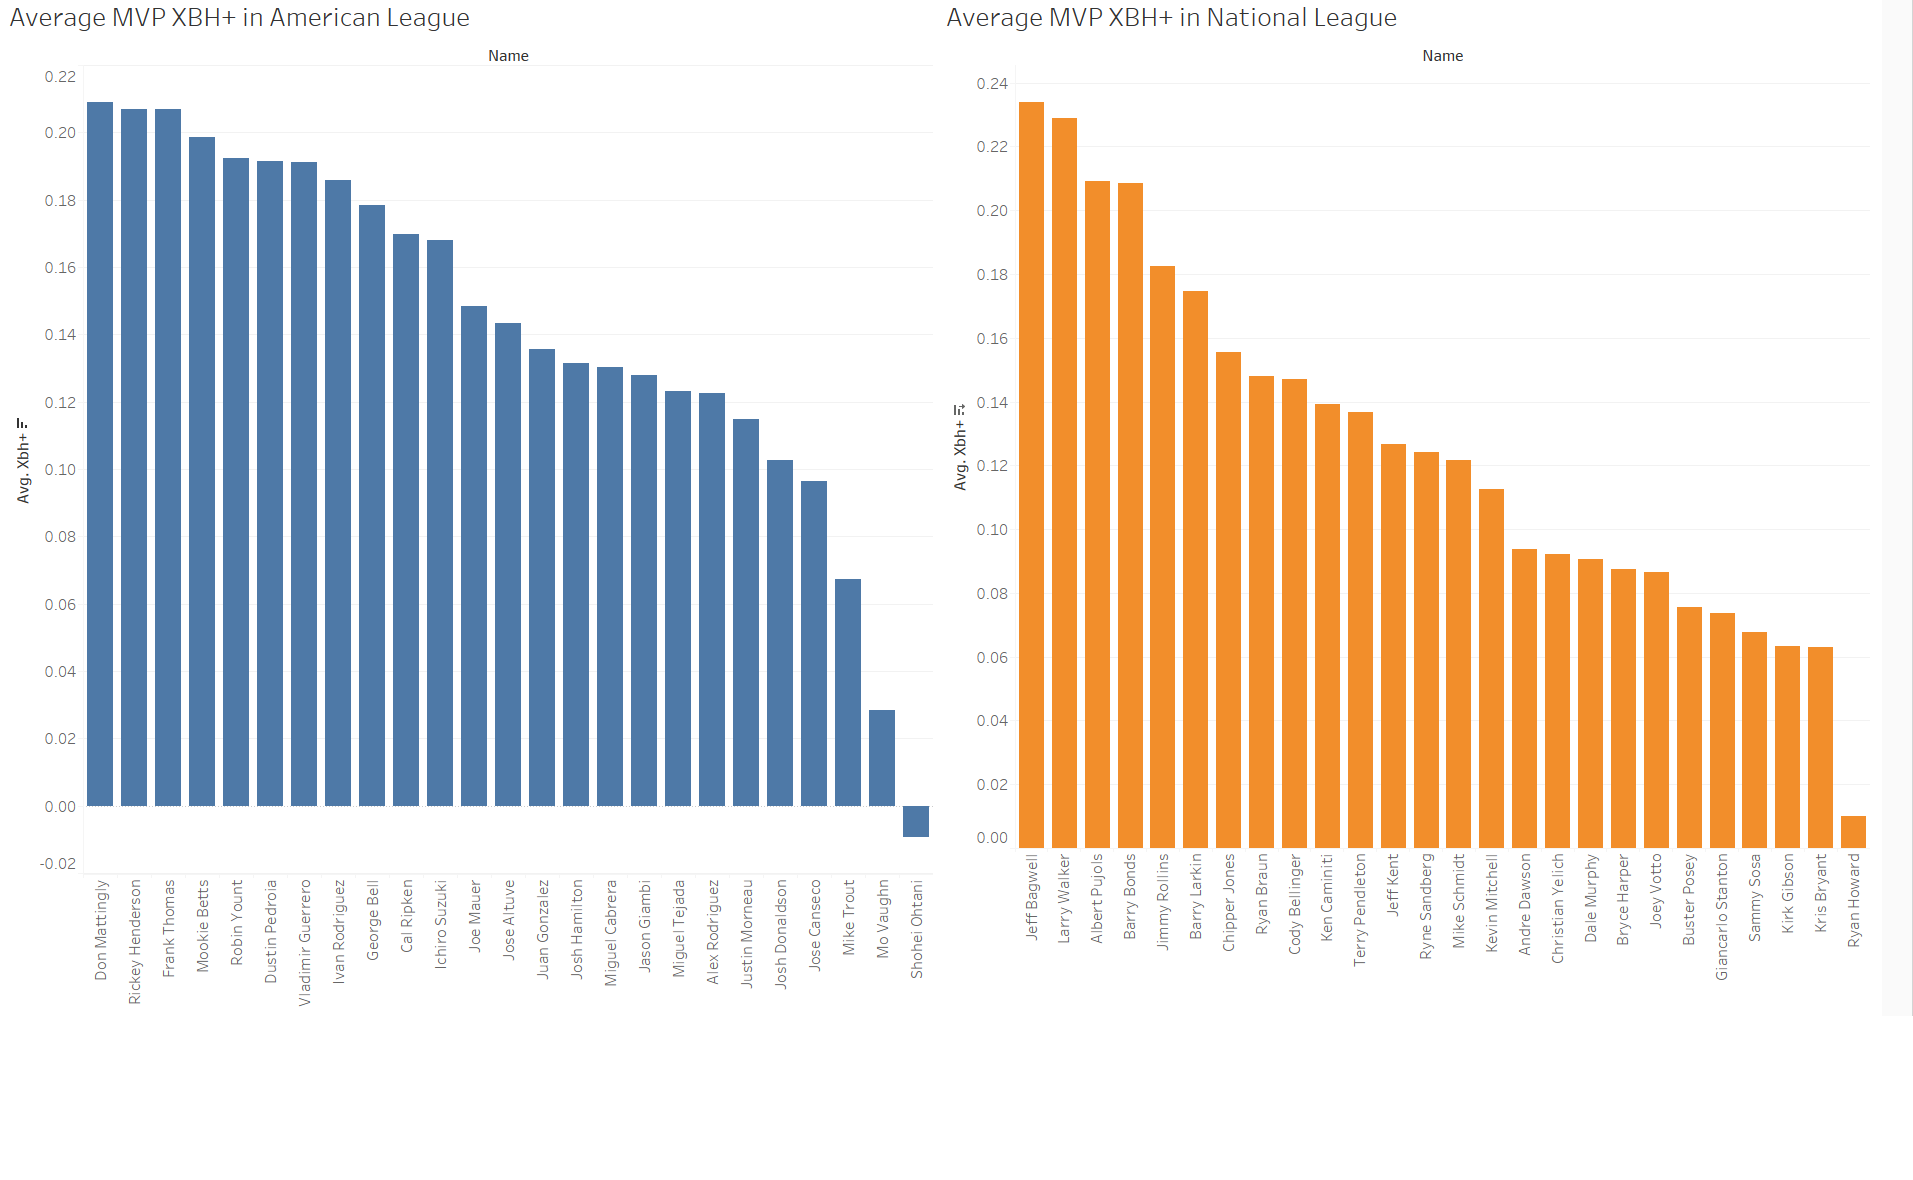 Average MVP XBH+ in American League
Name
Avg. Xbh+
0.22
0.20
0.18
0.16
0.14
0.12
0.10
0.08
0.06
0.04
0.02
0.00
-0.02
Don Mattingly
Rickey Henderson
Frank Thomas
Mookie Betts
Robin Yount
Dustin Pedroia
Vladimir Guerrero
Ivan Rodriguez
George Bell
Cal Ripken
Ichiro Suzuki
Joe Mauer
Jose Altuve
Juan Gonzalez
Josh Hamilton
Miguel Cabrera
Jason Giambi
Miguel Tejada
Alex Rodriguez
Justin Morneau
Josh Donaldson
Jose Canseco
Mike Trout
Mo Vaughn
Shohei Ohtani
Average MVP XBH+ in National League
Name
Avg. Xbh+
0.24
0.22
0.20
0.18
0.16
0.14
0.12
0.10
0.08
0.06
0.04
0.02
0.00
Jeff Bagwell
Larry Walker
Albert Pujols
Barry Bonds
Jimmy Rollins
Barry Larkin
Chipper Jones
Ryan Braun
Cody Bellinger
Ken Caminiti
Terry Pendleton
Jeff Kent
Ryne Sandberg
Mike Schmidt
Kevin Mitchell
Andre Dawson
Christian Yelich
Dale Murphy
Bryce Harper
Joey Votto
Buster Posey
Giancarlo Stanton
Sammy Sosa
Kirk Gibson
Kris Bryant
Ryan Howard